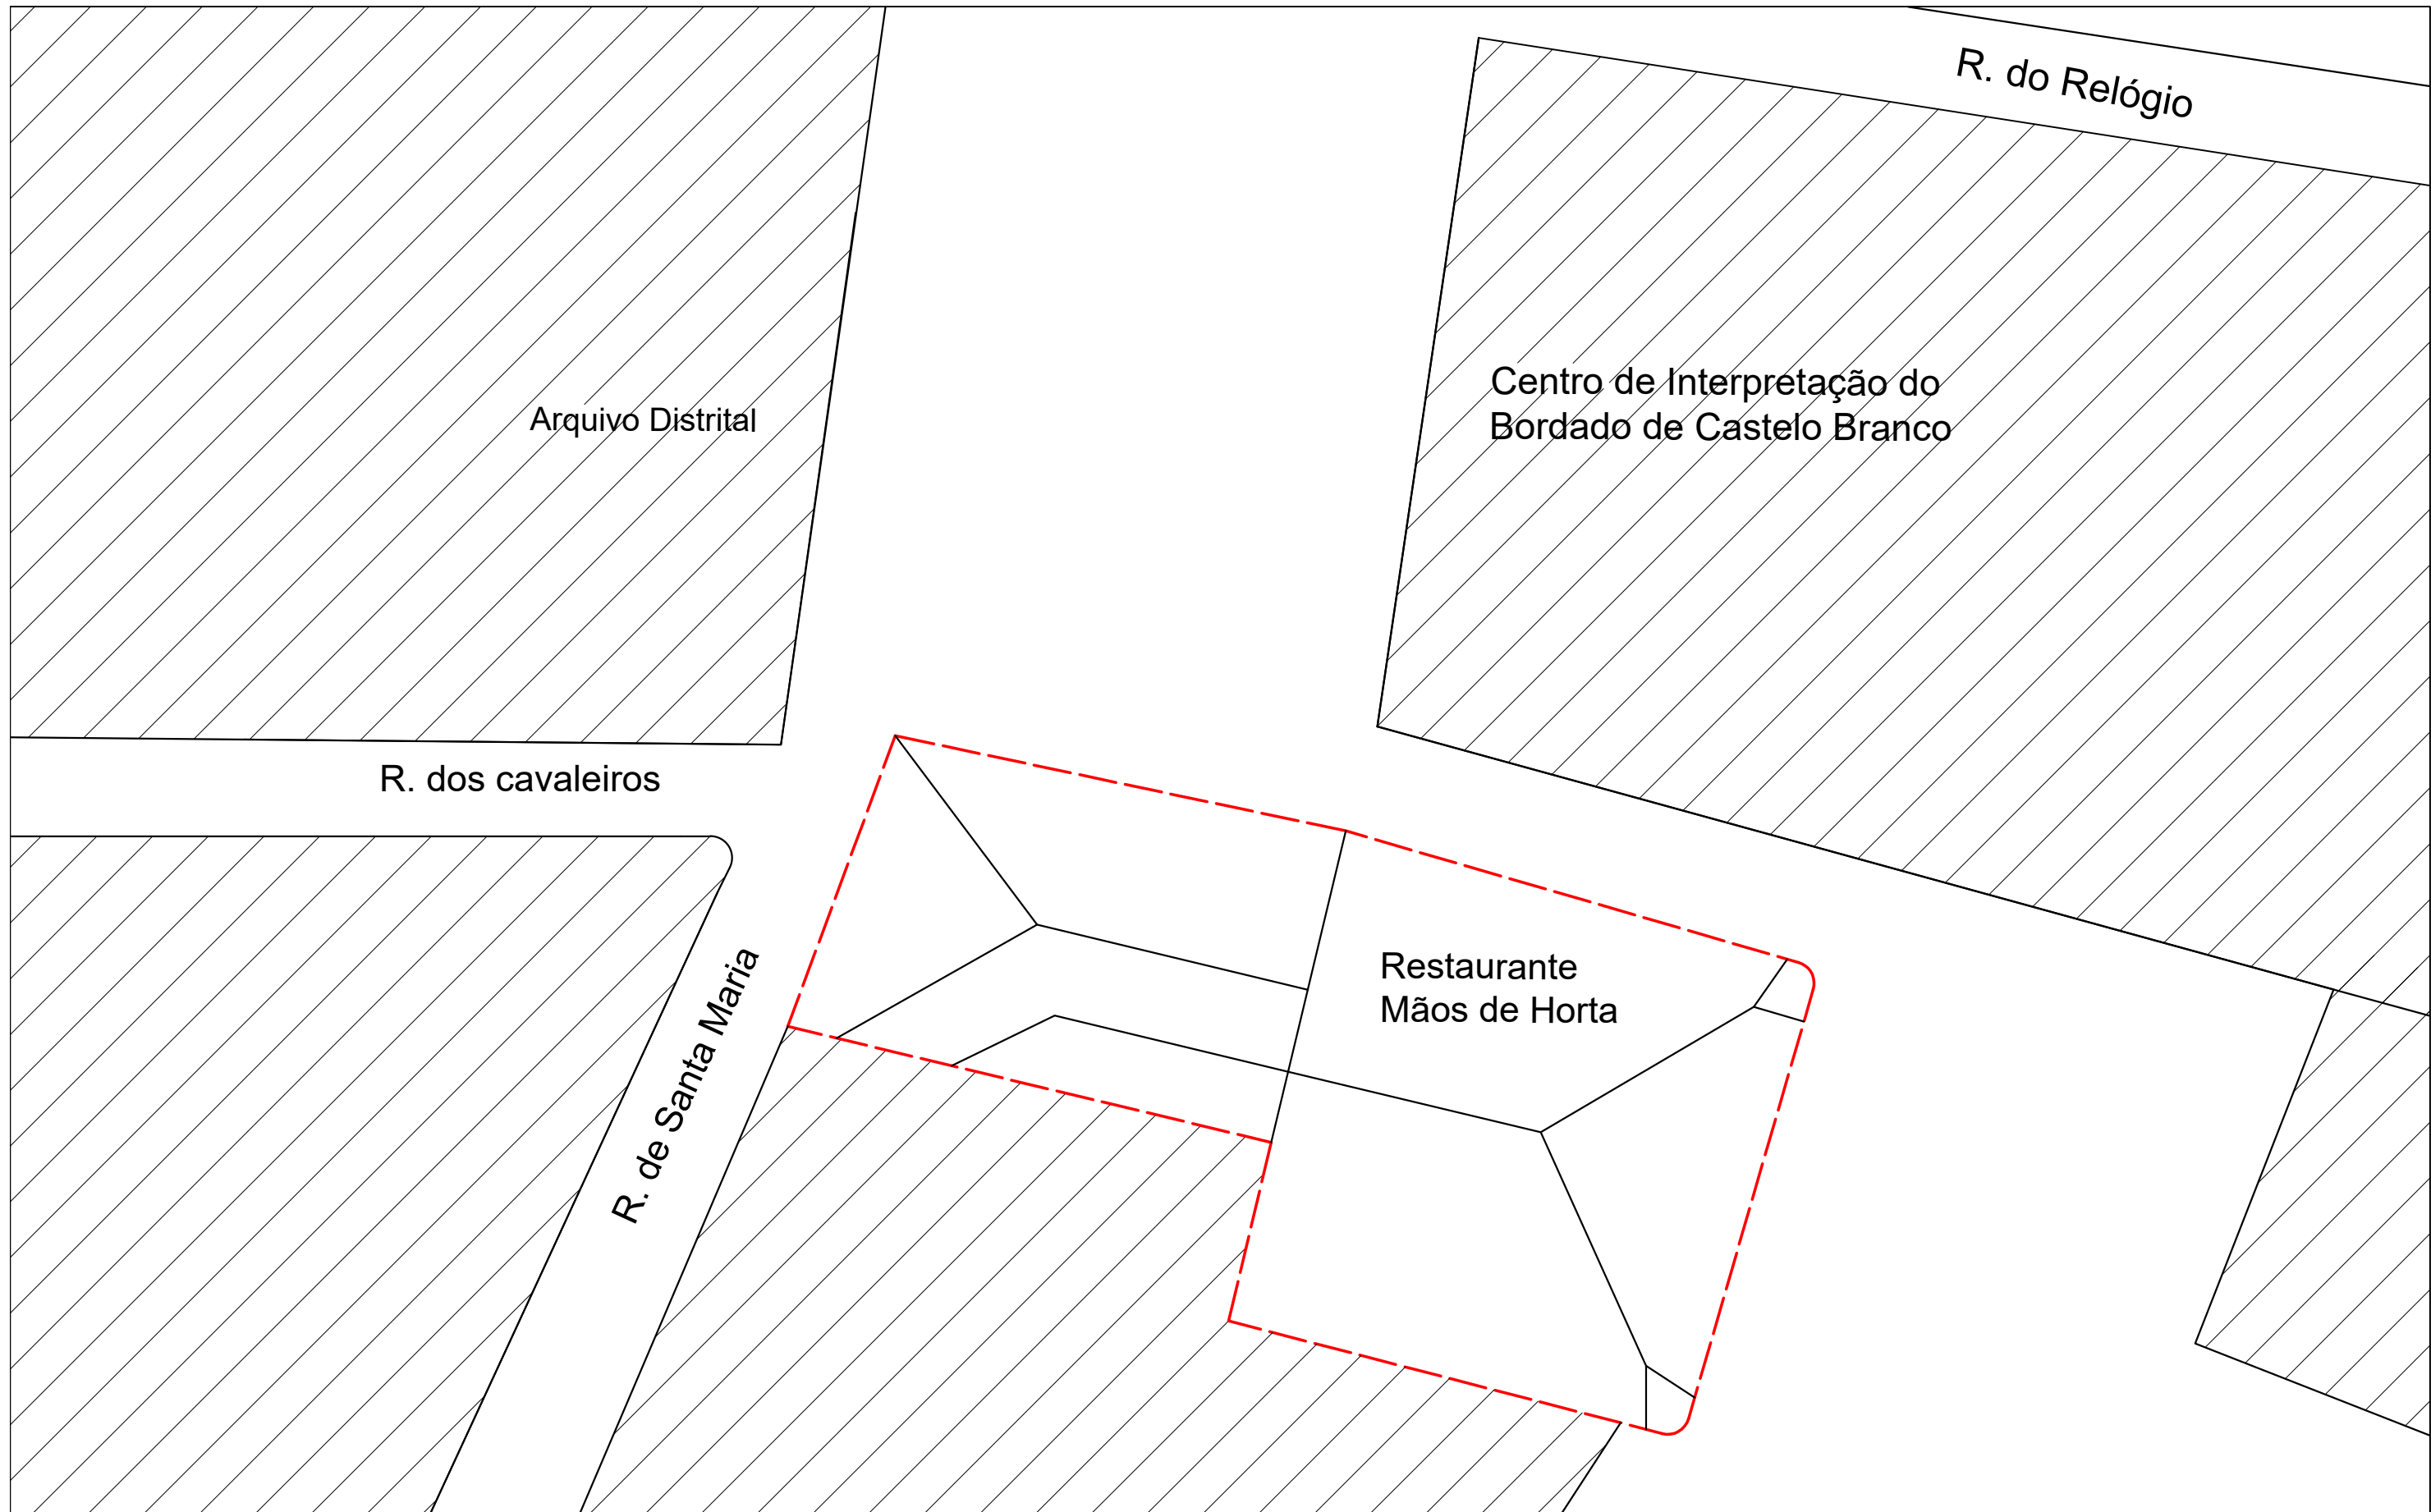 R. do Relógio
Centro de Interpretação do
Bordado de Castelo Branco
Arquivo Distrital
R. dos cavaleiros
R. de Santa Maria
Restaurante
Mãos de Horta